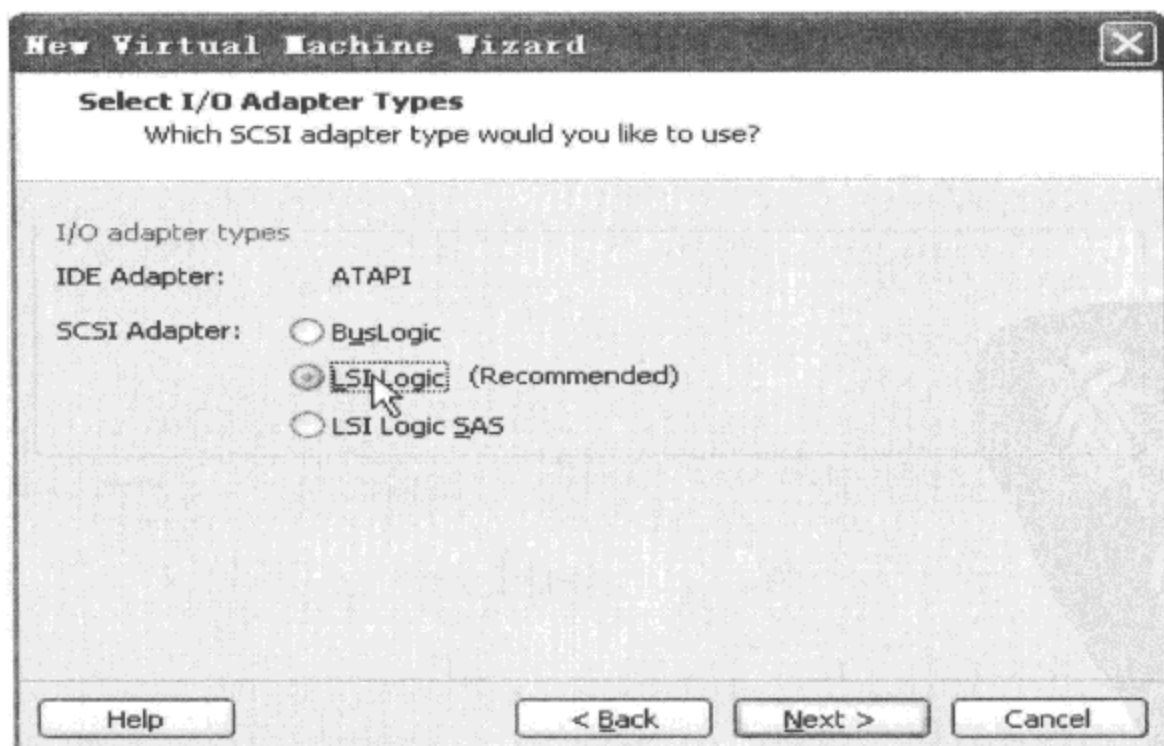 New Virtual Machine Wizard
Select I/O Adapter Types
Which SCSI adapter type would you like to use?
I/O adapter types
IDE Adapter: ATAPI
SCSI Adapter: BusLogic
LSI Logic (Recommended)
LSI Logic SAS
Help < Back Next > Cancel